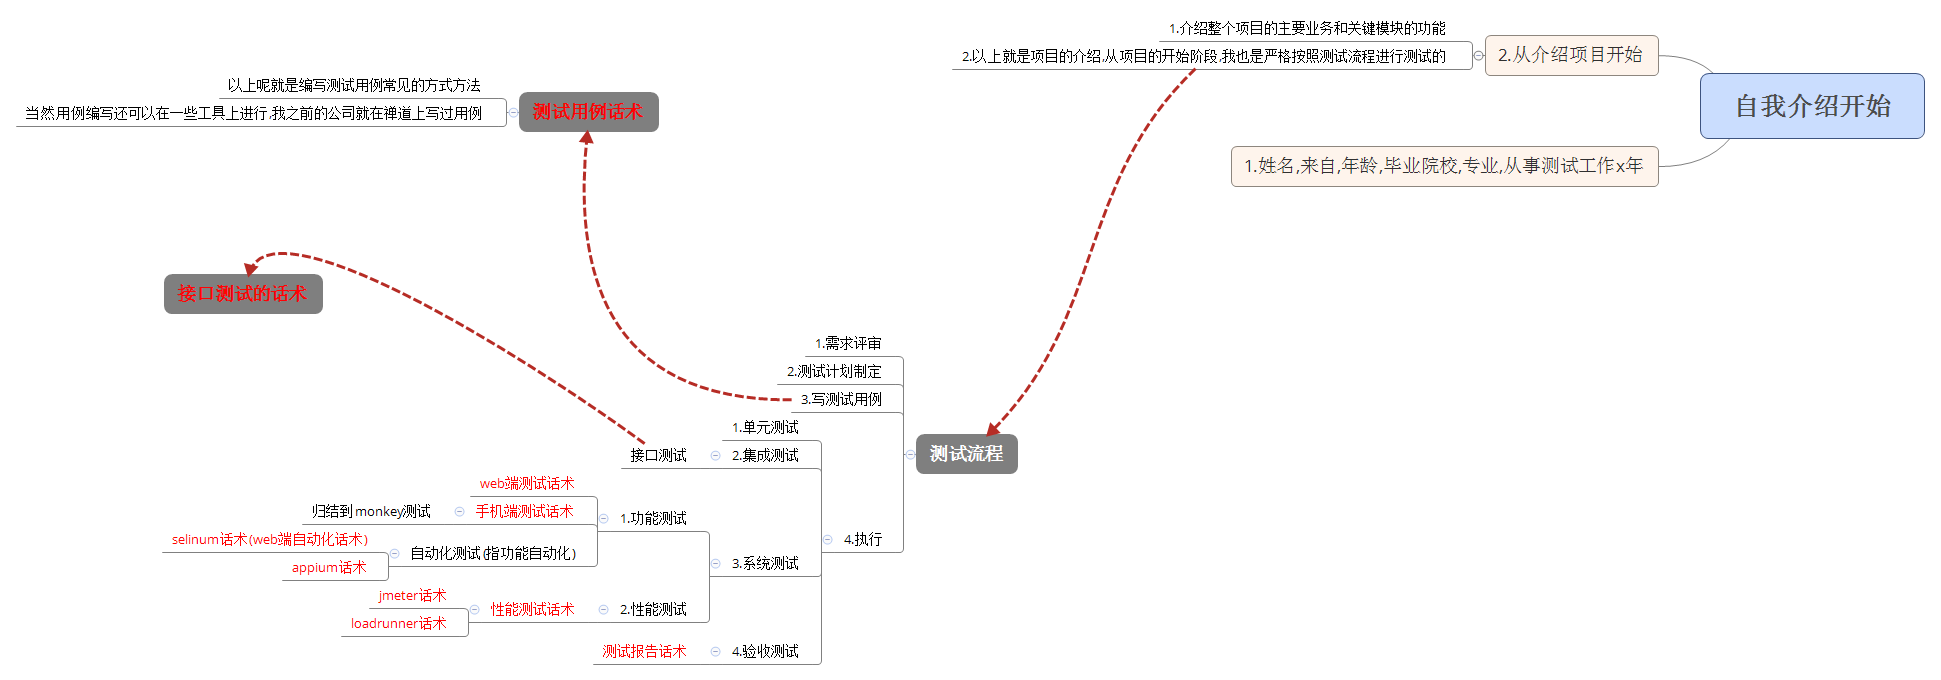 自我介绍开始
1.姓名,来自,年龄,毕业院校,专业,从事测试工作x年
2.从介绍项目开始
1.介绍整个项目的主要业务和关键模块的功能
2.以上就是项目的介绍,从项目的开始阶段,我也是严格按照测试流程进行测试的
测试流程
1.需求评审
2.测试计划制定
3.写测试用例
测试用例话术
以上呢就是编写测试用例常见的方式方法
当然用例编写还可以在一些工具上进行,我之前的公司就在禅道上写过用例
4.执行
1.单元测试
2.集成测试
接口测试
接口测试的话术
3.系统测试
1.功能测试
web端测试话术
手机端测试话术
归结到monkey测试
自动化测试(指功能自动化)
selinum话术(web端自动化话术)
appium话术
2.性能测试
性能测试话术
jmeter话术
loadrunner话术
4.验收测试
测试报告话术